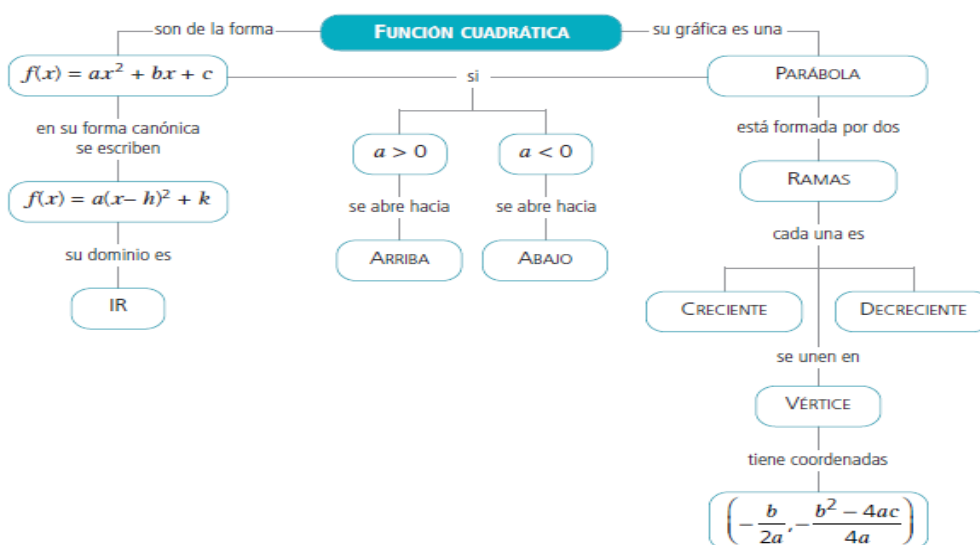 FUNCIÓN CUADRÁTICA
son de la forma
f(x) = ax² + bx + c
en su forma canónica
se escriben
f(x) = a(x– h)² + k
su dominio es
IR
si
a > 0
se abre hacia
ARRIBA
a < 0
se abre hacia
ABAJO
su gráfica es una
PARÁBOLA
está formada por dos
RAMAS
cada una es
CRECIENTE
DECRECIENTE
se unen en
VÉRTICE
tiene coordenadas
(-b/2a, -b² – 4ac/4a)